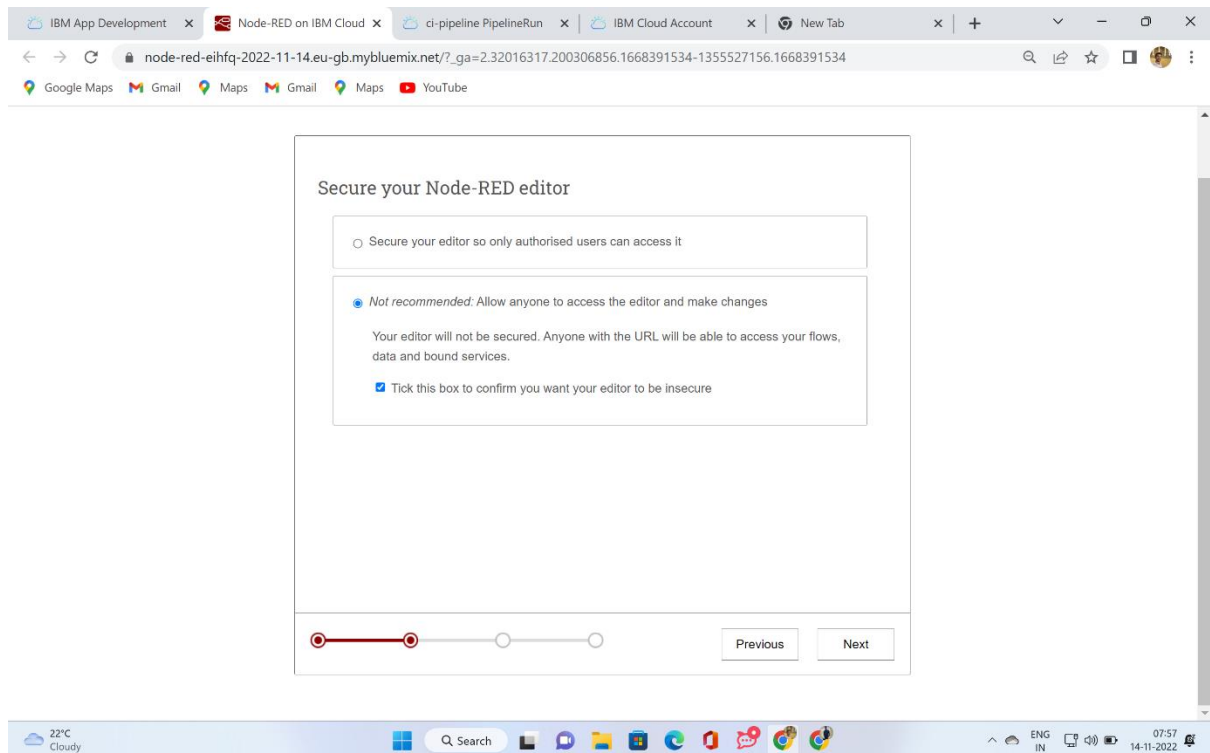 IBM App Development
Node-RED on IBM Cloud
ci-pipeline PipelineRun
IBM Cloud Account
New Tab
node-red-eihfq-2022-11-14.eu-gb.mybluemix.net/?_ga=2.32016317.200306856.1668391534-1355527156.1668391534
Google Maps Gmail Maps Gmail Maps YouTube
Secure your Node-RED editor
Secure your editor so only authorised users can access it
Not recommended: Allow anyone to access the editor and make changes
Your editor will not be secured. Anyone with the URL will be able to access your flows,
data and bound services.
Tick this box to confirm you want your editor to be insecure
Previous
Next
22°C
Cloudy
Search
ENG
IN
07:57
14-11-2022